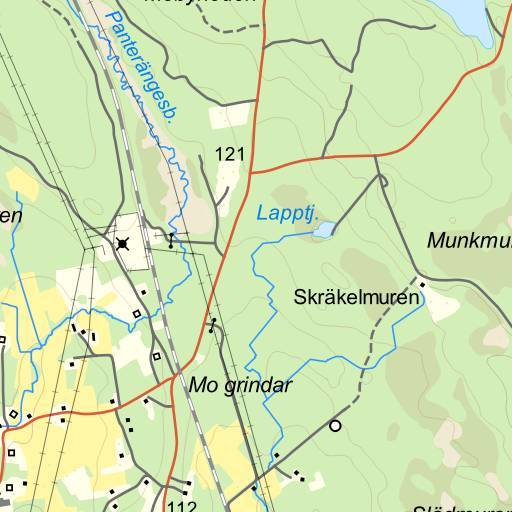 Panterängesb.
121
Lapptj.
Skräkelmuren
Mo grindar
112